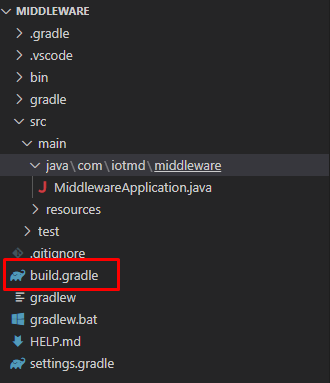 MIDDLEWARE
.gradle
.vscode
bin
gradle
src
main
java\com\iotmd\middleware
J MiddlewareApplication.java
resources
test
.gitignore
build.gradle
gradlew
gradlew.bat
HELP.md
settings.gradle